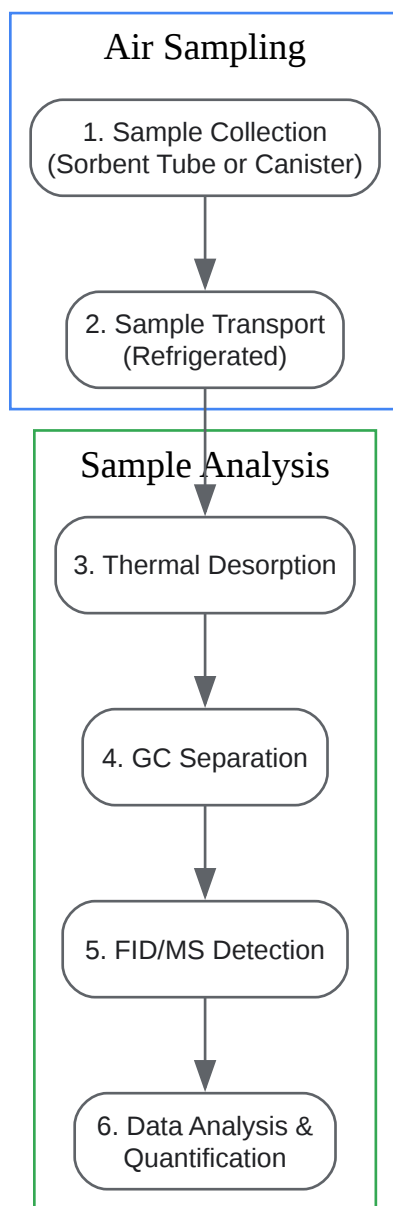 Air Sampling
1. Sample Collection
(Sorbent Tube or Canister)
2. Sample Transport
(Refrigerated)
Sample Analysis
3. Thermal Desorption
4. GC Separation
5. FID/MS Detection
6. Data Analysis &
Quantification